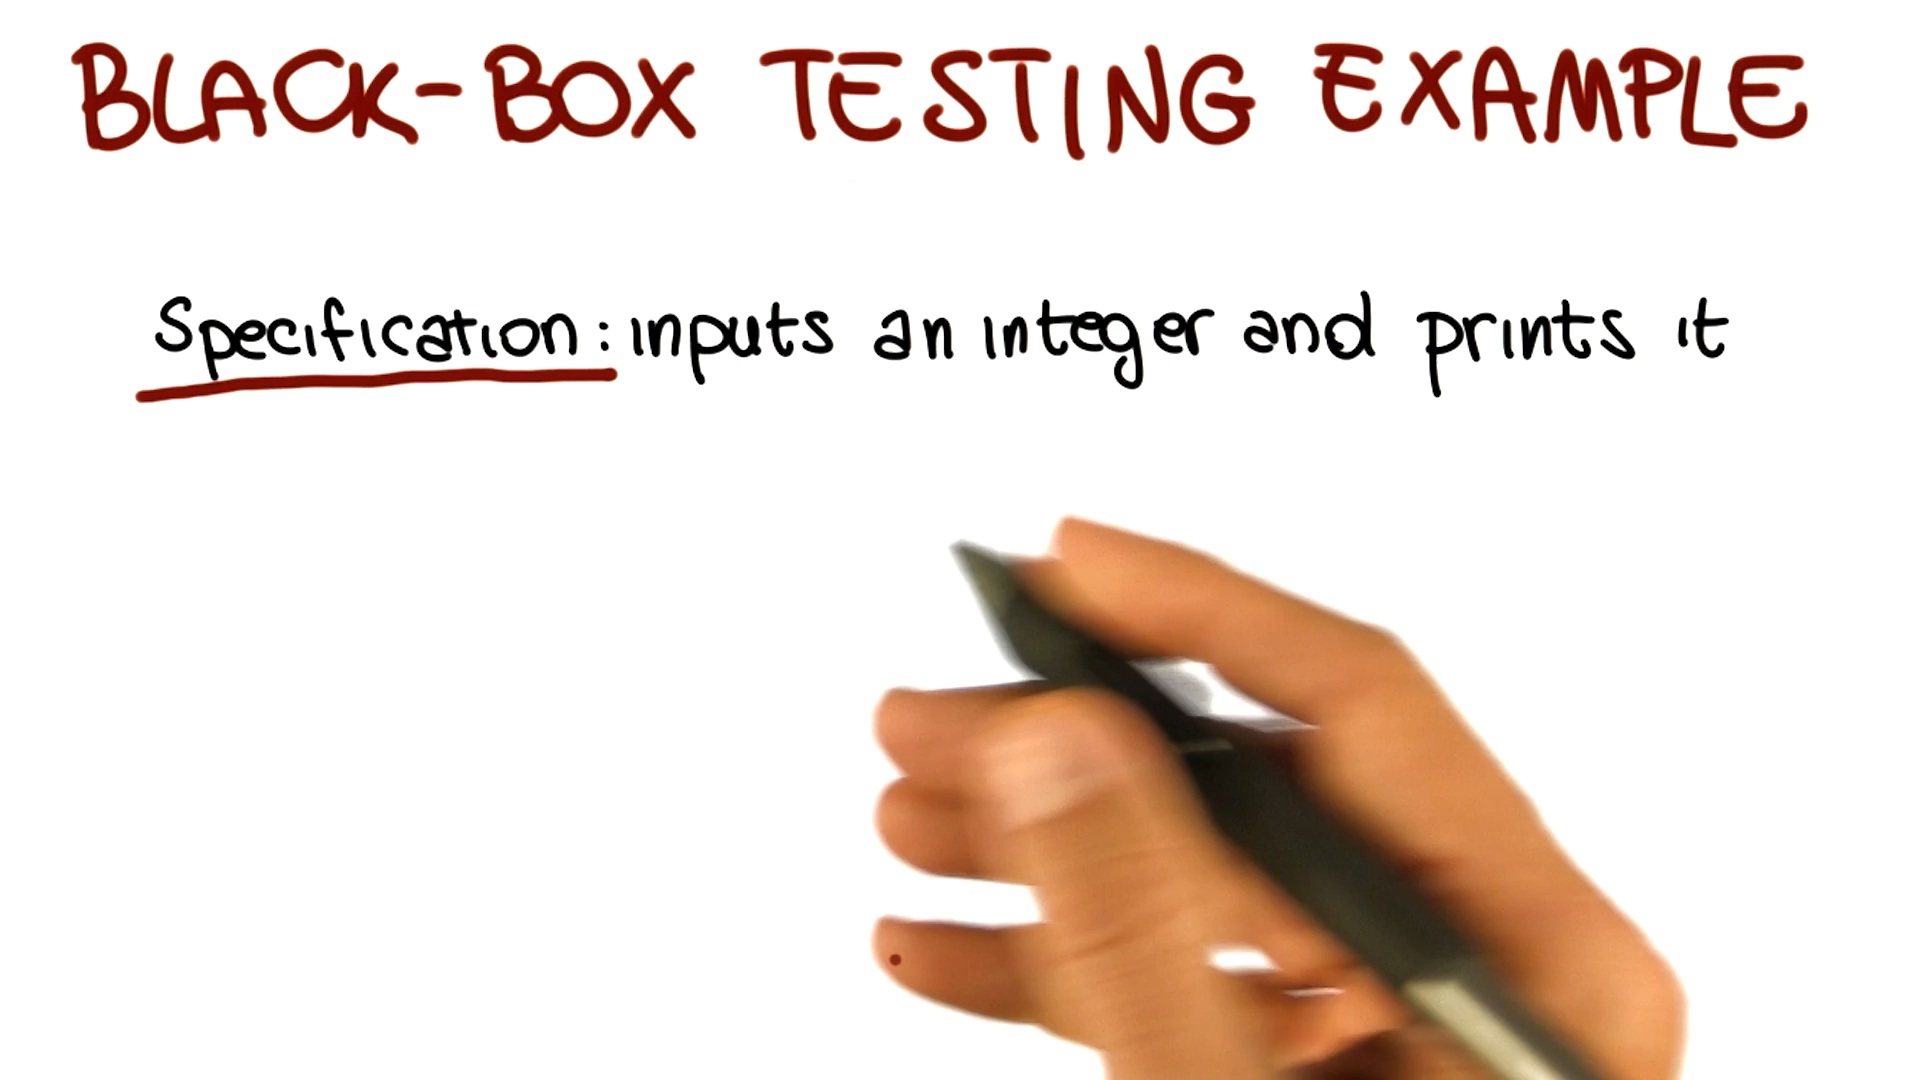 BLACK-BOX TESTING EXAMPLE
Specification: inputs an integer and prints it